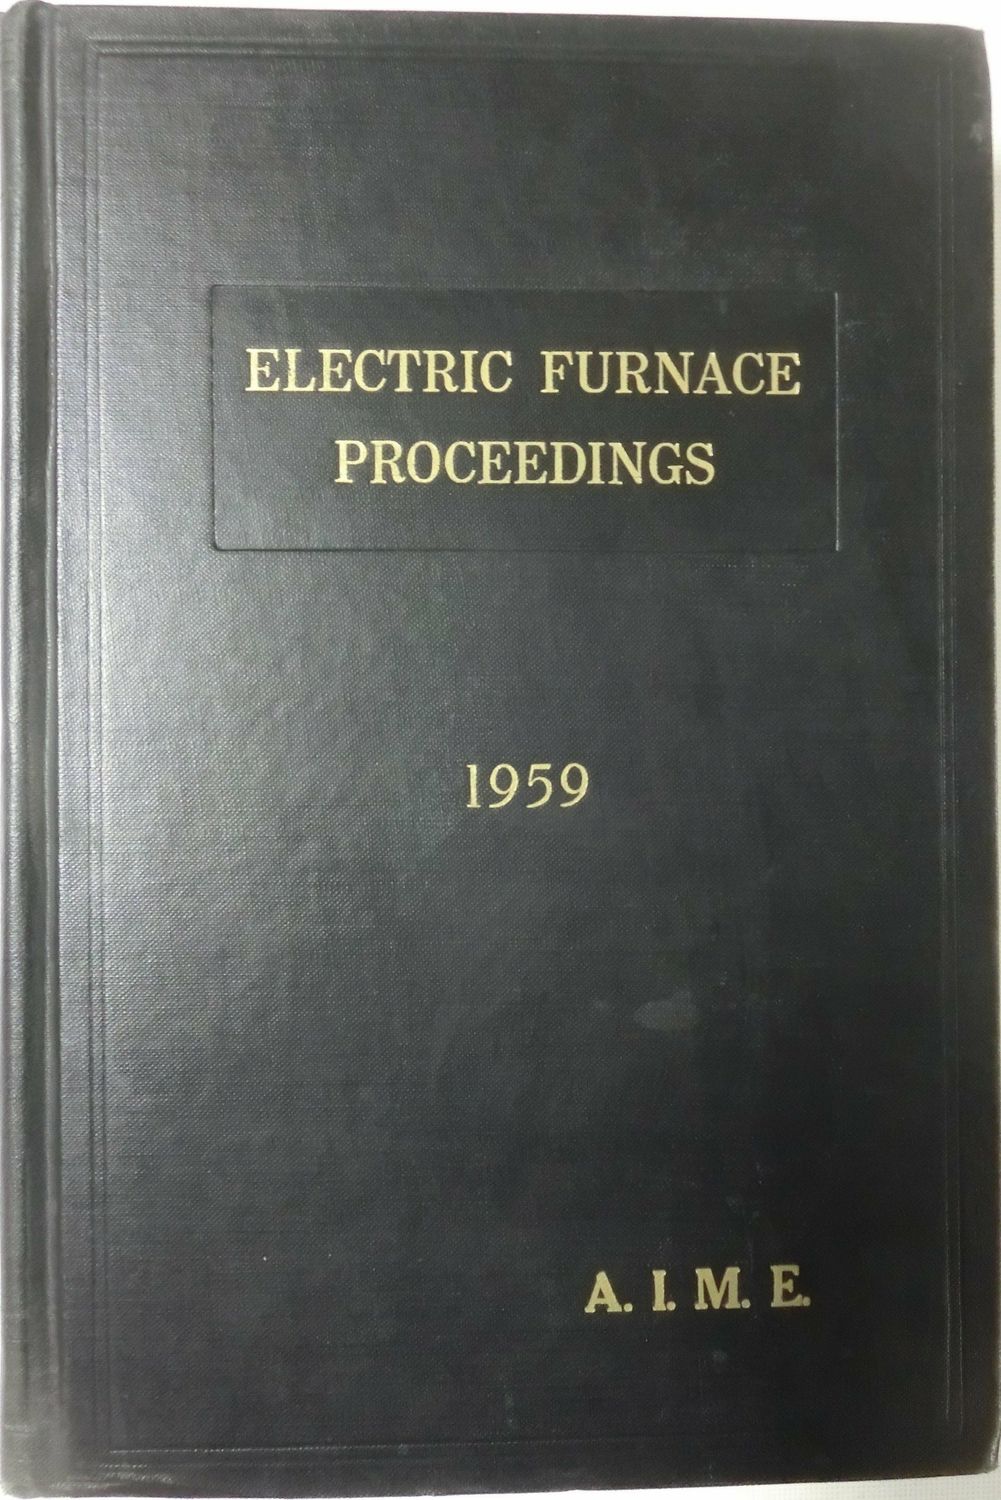 ELECTRIC FURNACE
PROCEEDINGS
1959
A. I. M. E.